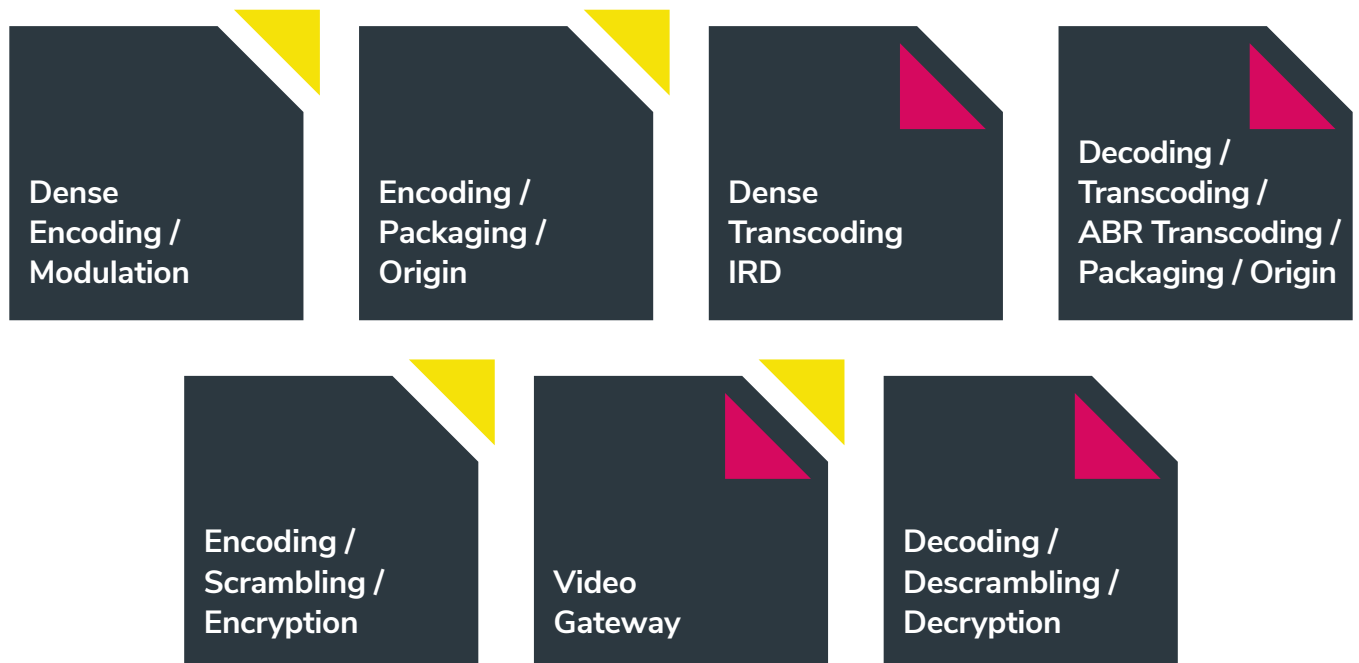 Dense
Encoding /
Modulation
Encoding /
Packaging /
Origin
Dense
Transcoding
IRD
Decoding /
Transcoding /
ABR Transcoding /
Packaging / Origin
Encoding /
Scrambling /
Encryption
Video
Gateway
Decoding /
Descrambling /
Decryption